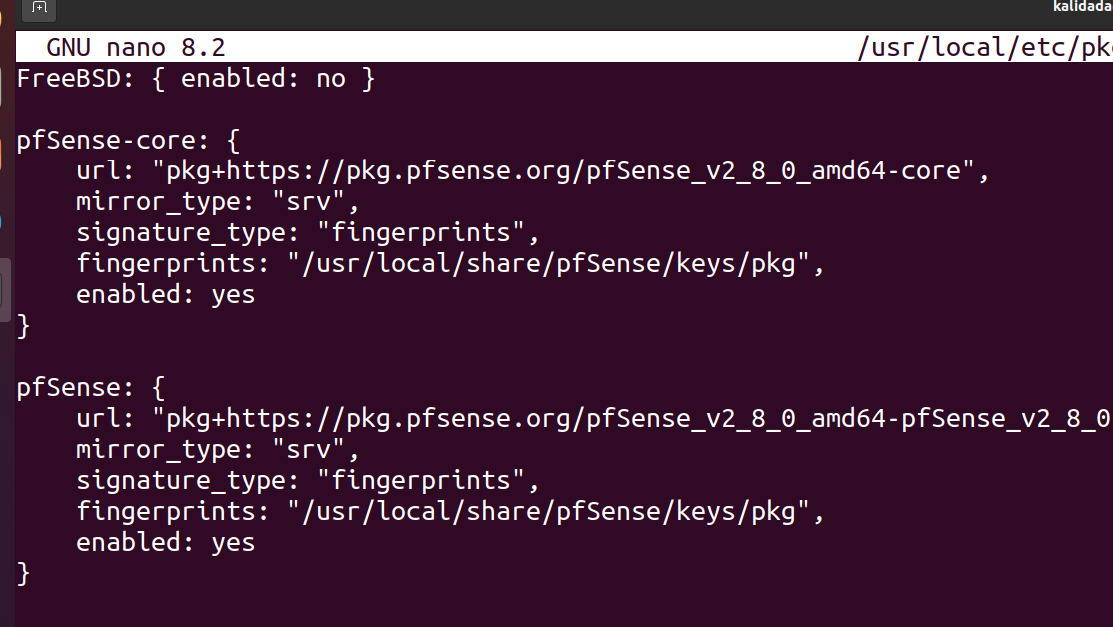 kalidada
GNU nano 8.2 /usr/local/etc/pk
FreeBSD: { enabled: no }
pfSense-core: {
url: "pkg+https://pkg.pfsense.org/pfSense_v2_8_0_amd64-core",
mirror_type: "srv",
signature_type: "fingerprints",
fingerprints: "/usr/local/share/pfSense/keys/pkg",
enabled: yes
}
pfSense: {
url: "pkg+https://pkg.pfsense.org/pfSense_v2_8_0_amd64-pfSense_v2_8_0
mirror_type: "srv",
signature_type: "fingerprints",
fingerprints: "/usr/local/share/pfSense/keys/pkg",
enabled: yes
}